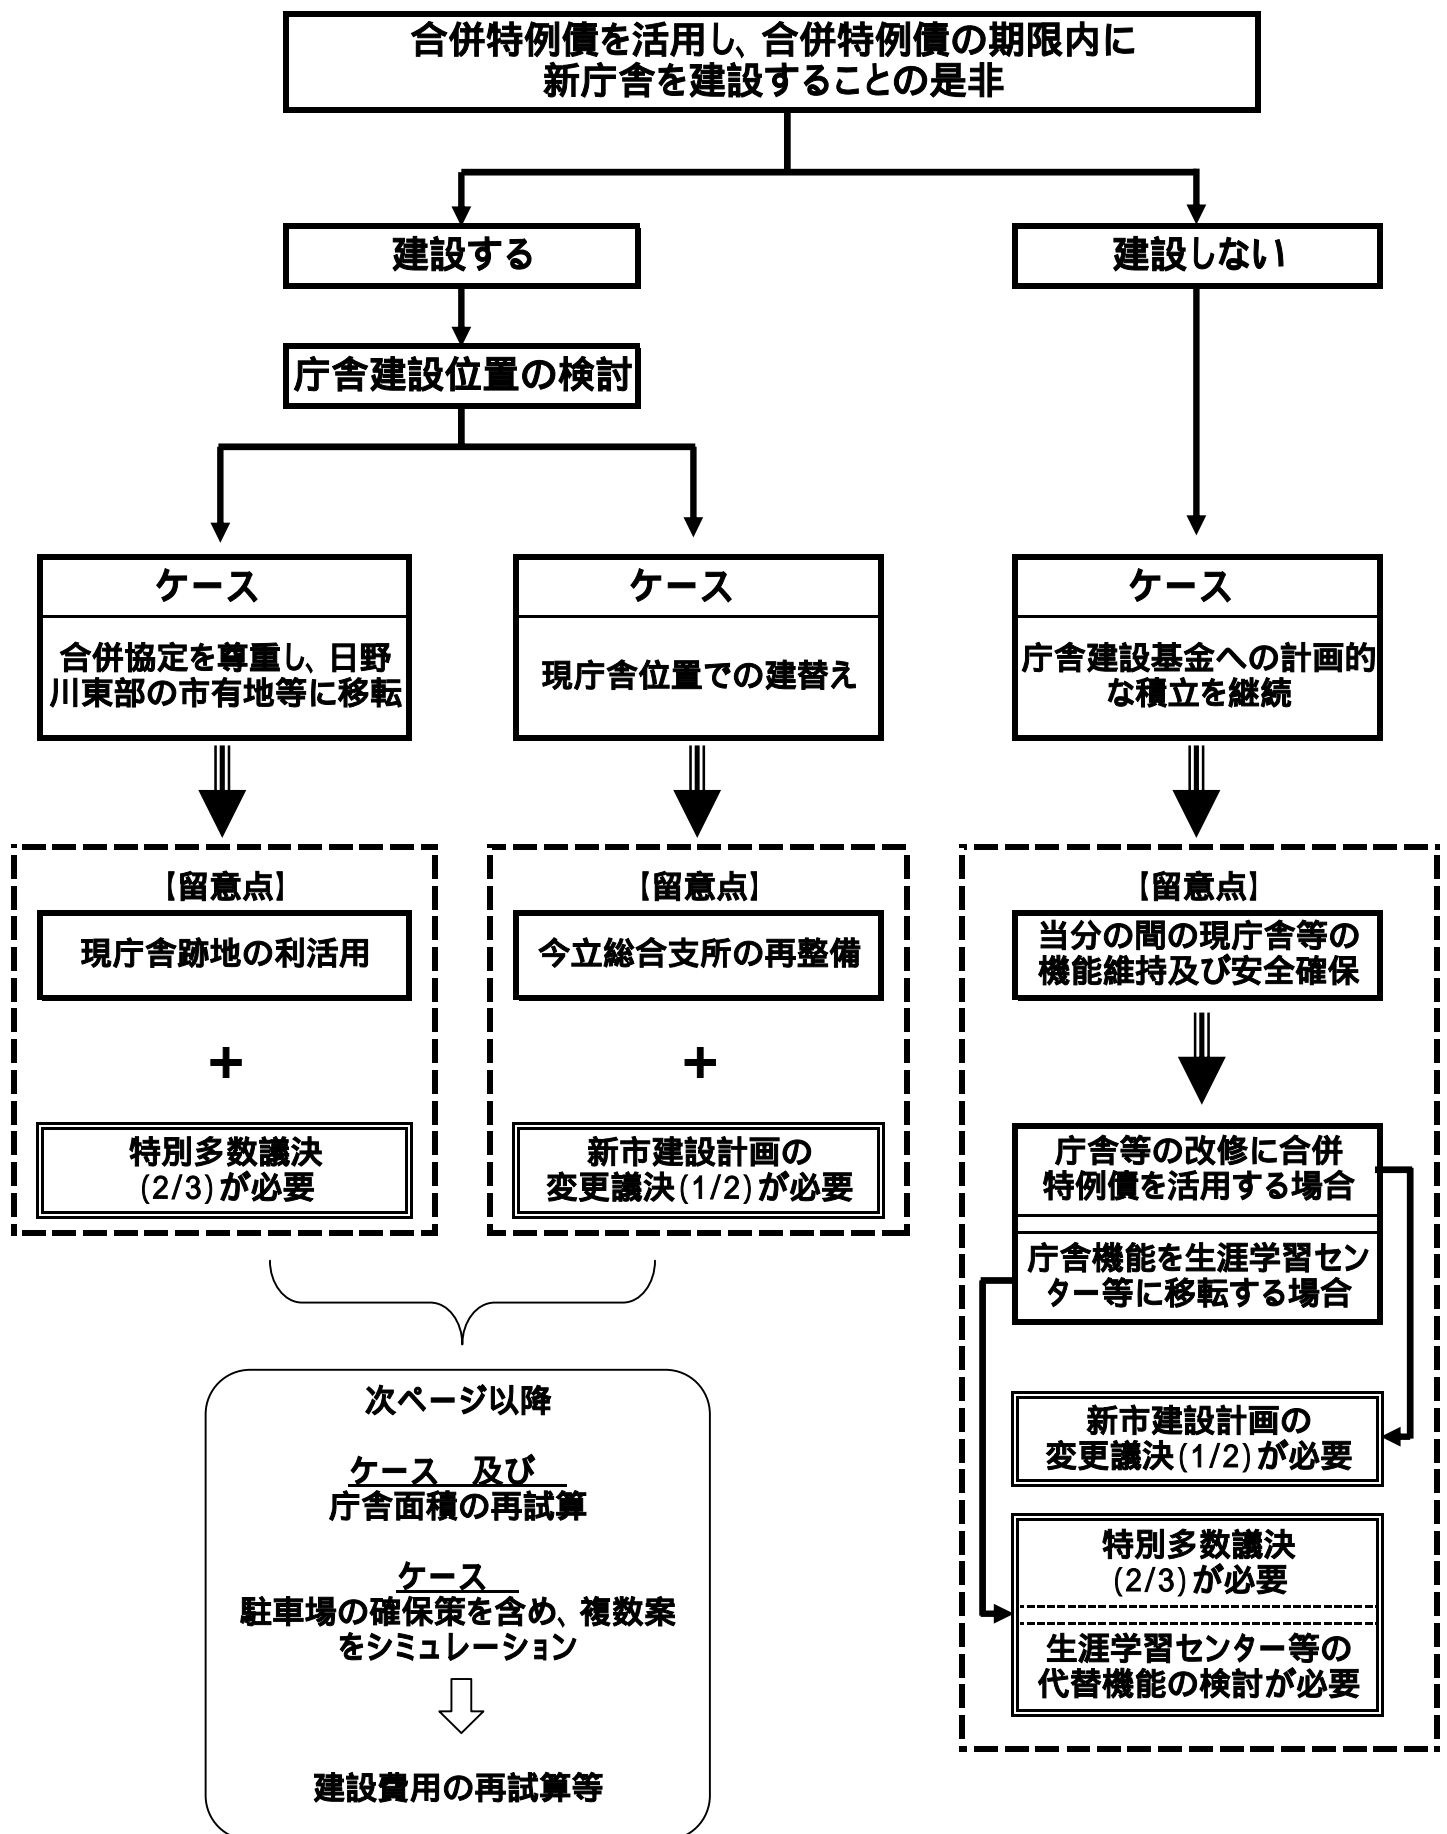 合併特例債を活用し、合併特例債の期限内に
新庁舎を建設することの是非
建設する
建設しない
庁舎建設位置の検討
ケース
合併協定を尊重し、日野
川東部の市有地等に移転
ケース
現庁舎位置での建替え
ケース
庁舎建設基金への計画的
な積立を継続
【留意点】
現庁舎跡地の利活用
+
特別多数議決
(2/3)が必要
【留意点】
今立総合支所の再整備
+
新市建設計画の
変更議決(1/2)が必要
【留意点】
当分の間の現庁舎等の
機能維持及び安全確保
庁舎等の改修に合併
特例債を活用する場合
庁舎機能を生涯学習セン
ター等に移転する場合
新市建設計画の
変更議決(1/2)が必要
特別多数議決
(2/3)が必要
生涯学習センター等の
代替機能の検討が必要
次ページ以降
ケース　及び
庁舎面積の再試算
ケース
駐車場の確保策を含め、複数案
をシミュレーション
建設費用の再試算等